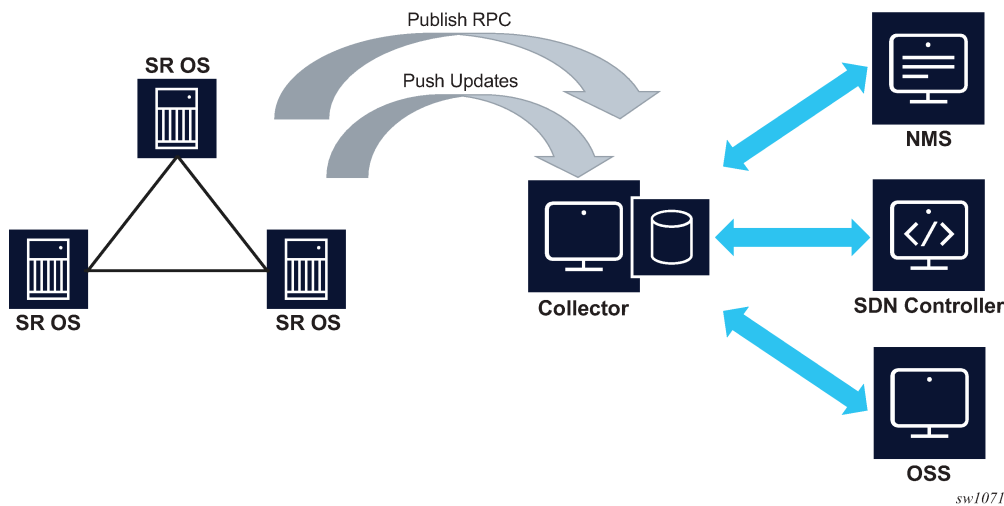 Publish RPC
Push Updates
SR OS
SR OS
SR OS
Collector
NMS
SDN Controller
</>
OSS
sw1071